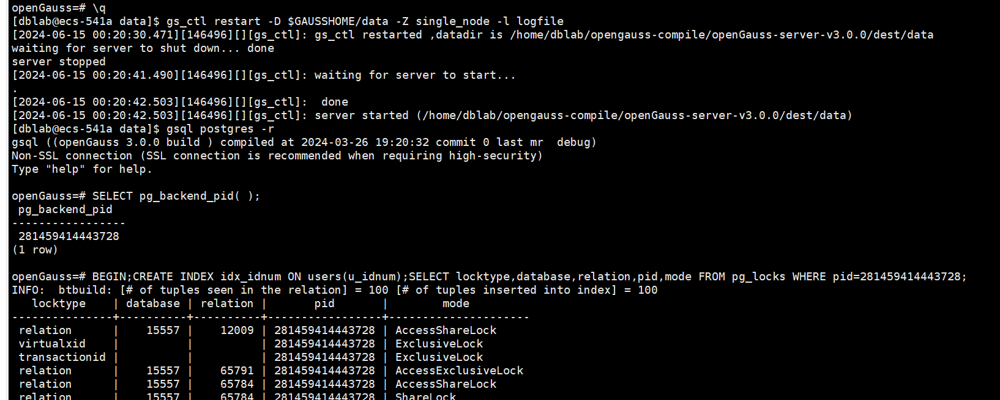 openGauss=# \q
[dblab@ecs-541a data]$ gs_ctl restart -D $GAUSSHOME/data -Z single_node -l logfile
[2024-06-15 00:20:30.471][146496][][gs_ctl]: gs_ctl restarted ,datadir is /home/dblab/opengauss-compile/openGauss-server-v3.0.0/dest/data
waiting for server to shut down... done
server stopped
[2024-06-15 00:20:41.490][146496][][gs_ctl]: waiting for server to start...
.
[2024-06-15 00:20:42.503][146496][][gs_ctl]:  done
[2024-06-15 00:20:42.503][146496][][gs_ctl]: server started (/home/dblab/opengauss-compile/openGauss-server-v3.0.0/dest/data)
[dblab@ecs-541a data]$ gsql postgres -r
gsql ((openGauss 3.0.0 build ) compiled at 2024-03-26 19:20:32 commit 0 last mr  debug)
Non-SSL connection (SSL connection is recommended when requiring high-security)
Type "help" for help.

openGauss=# SELECT pg_backend_pid( );
 pg_backend_pid
-----------------
 281459414443728
(1 row)

openGauss=# BEGIN;CREATE INDEX idx_idnum ON users(u_idnum);SELECT locktype,database,relation,pid,mode FROM pg_locks WHERE pid=281459414443728;
INFO:  btbuild: [# of tuples seen in the relation] = 100 [# of tuples inserted into index] = 100
   locktype    | database | relation |       pid       |        mode
---------------+----------+----------+-----------------+---------------------
 relation      |    15557 |    12009 | 281459414443728 | AccessShareLock
 virtualxid    |          |          | 281459414443728 | ExclusiveLock
 transactionid |          |          | 281459414443728 | ExclusiveLock
 relation      |    15557 |    65791 | 281459414443728 | AccessExclusiveLock
 relation      |    15557 |    65784 | 281459414443728 | AccessShareLock
 relation      |    15557 |    65784 | 281459414443728 | ShareLock